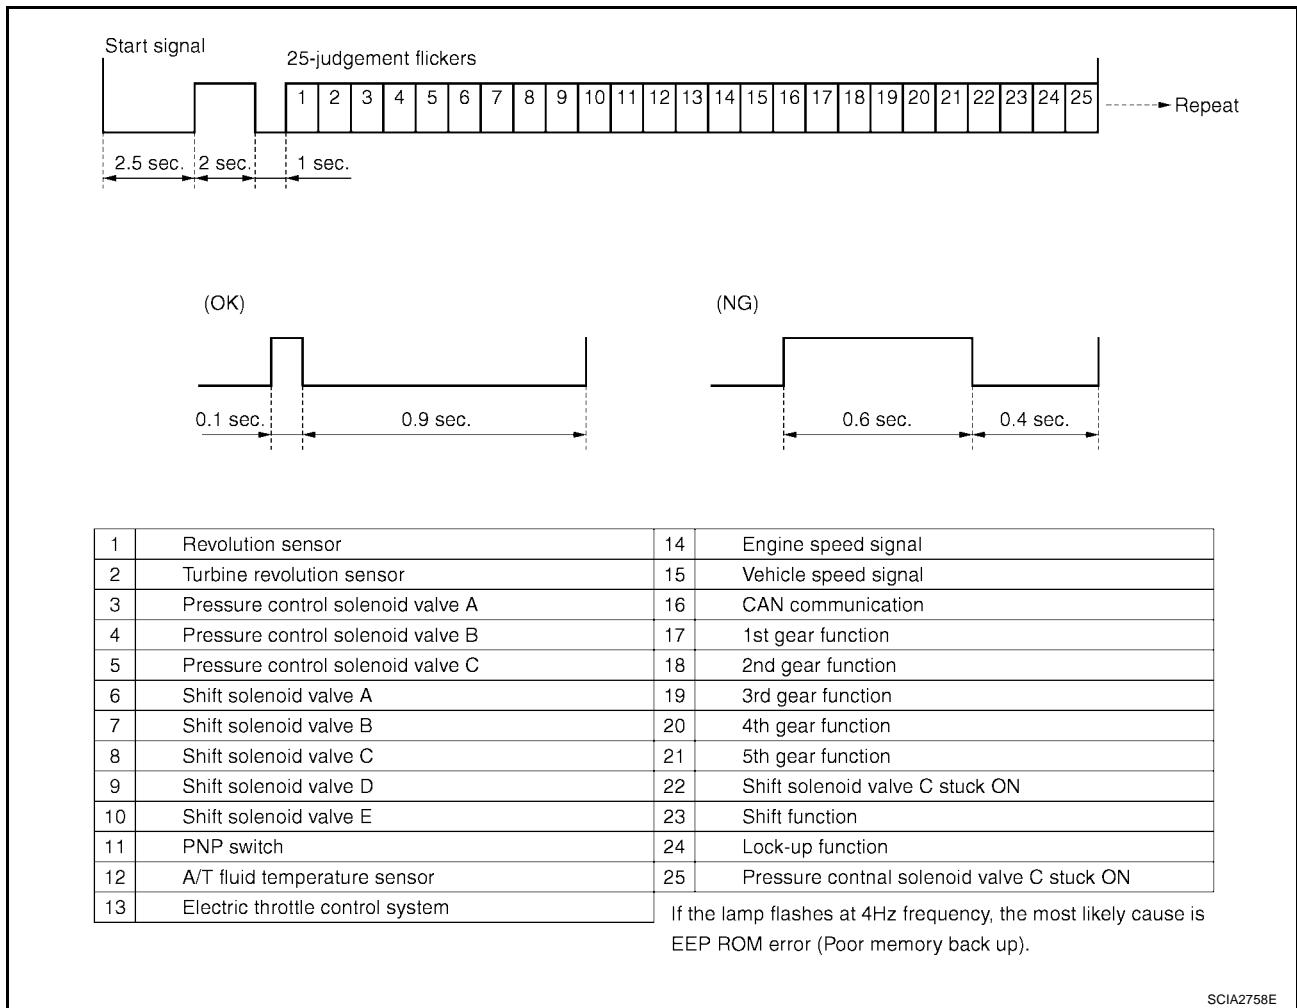 Start signal
25-judgement flickers
1 2 3 4 5 6 7 8 9 10 11 12 13 14 15 16 17 18 19 20 21 22 23 24 25
Repeat
2.5 sec. 2 sec. 1 sec.
(OK) (NG)
0.1 sec. 0.9 sec. 0.6 sec. 0.4 sec.
1 Revolution sensor 14 Engine speed signal
2 Turbine revolution sensor 15 Vehicle speed signal
3 Pressure control solenoid valve A 16 CAN communication
4 Pressure control solenoid valve B 17 1st gear function
5 Pressure control solenoid valve C 18 2nd gear function
6 Shift solenoid valve A 19 3rd gear function
7 Shift solenoid valve B 20 4th gear function
8 Shift solenoid valve C 21 5th gear function
9 Shift solenoid valve D 22 Shift solenoid valve C stuck ON
10 Shift solenoid valve E 23 Shift function
11 PNP switch 24 Lock-up function
12 A/T fluid temperature sensor 25 Pressure contnal solenoid valve C stuck ON
13 Electric throttle control system
If the lamp flashes at 4Hz frequency, the most likely cause is
EEP ROM error (Poor memory back up).
SCIA2758E